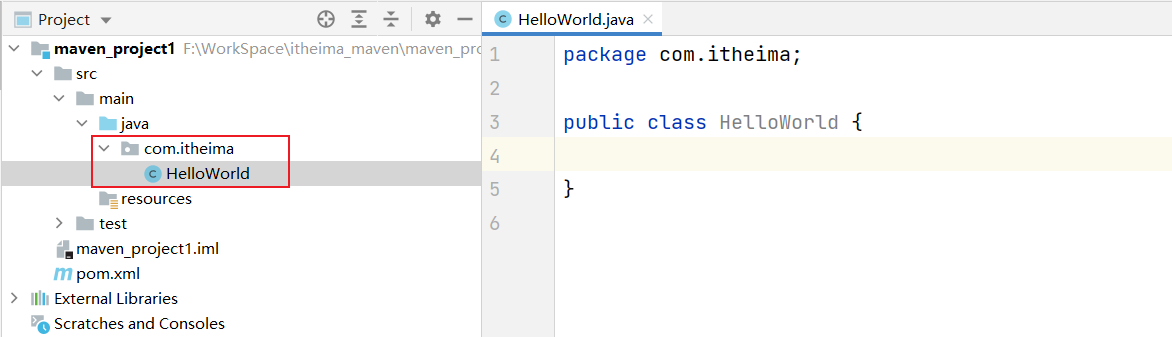 Project
maven_project1 F:\WorkSpace\itheima_maven\maven_pro
src
main
java
com.itheima
C HelloWorld
resources
test
maven_project1.iml
m pom.xml
External Libraries
Scratches and Consoles
C HelloWorld.java
1 package com.itheima;
2
3 public class HelloWorld {
4
5 }
6